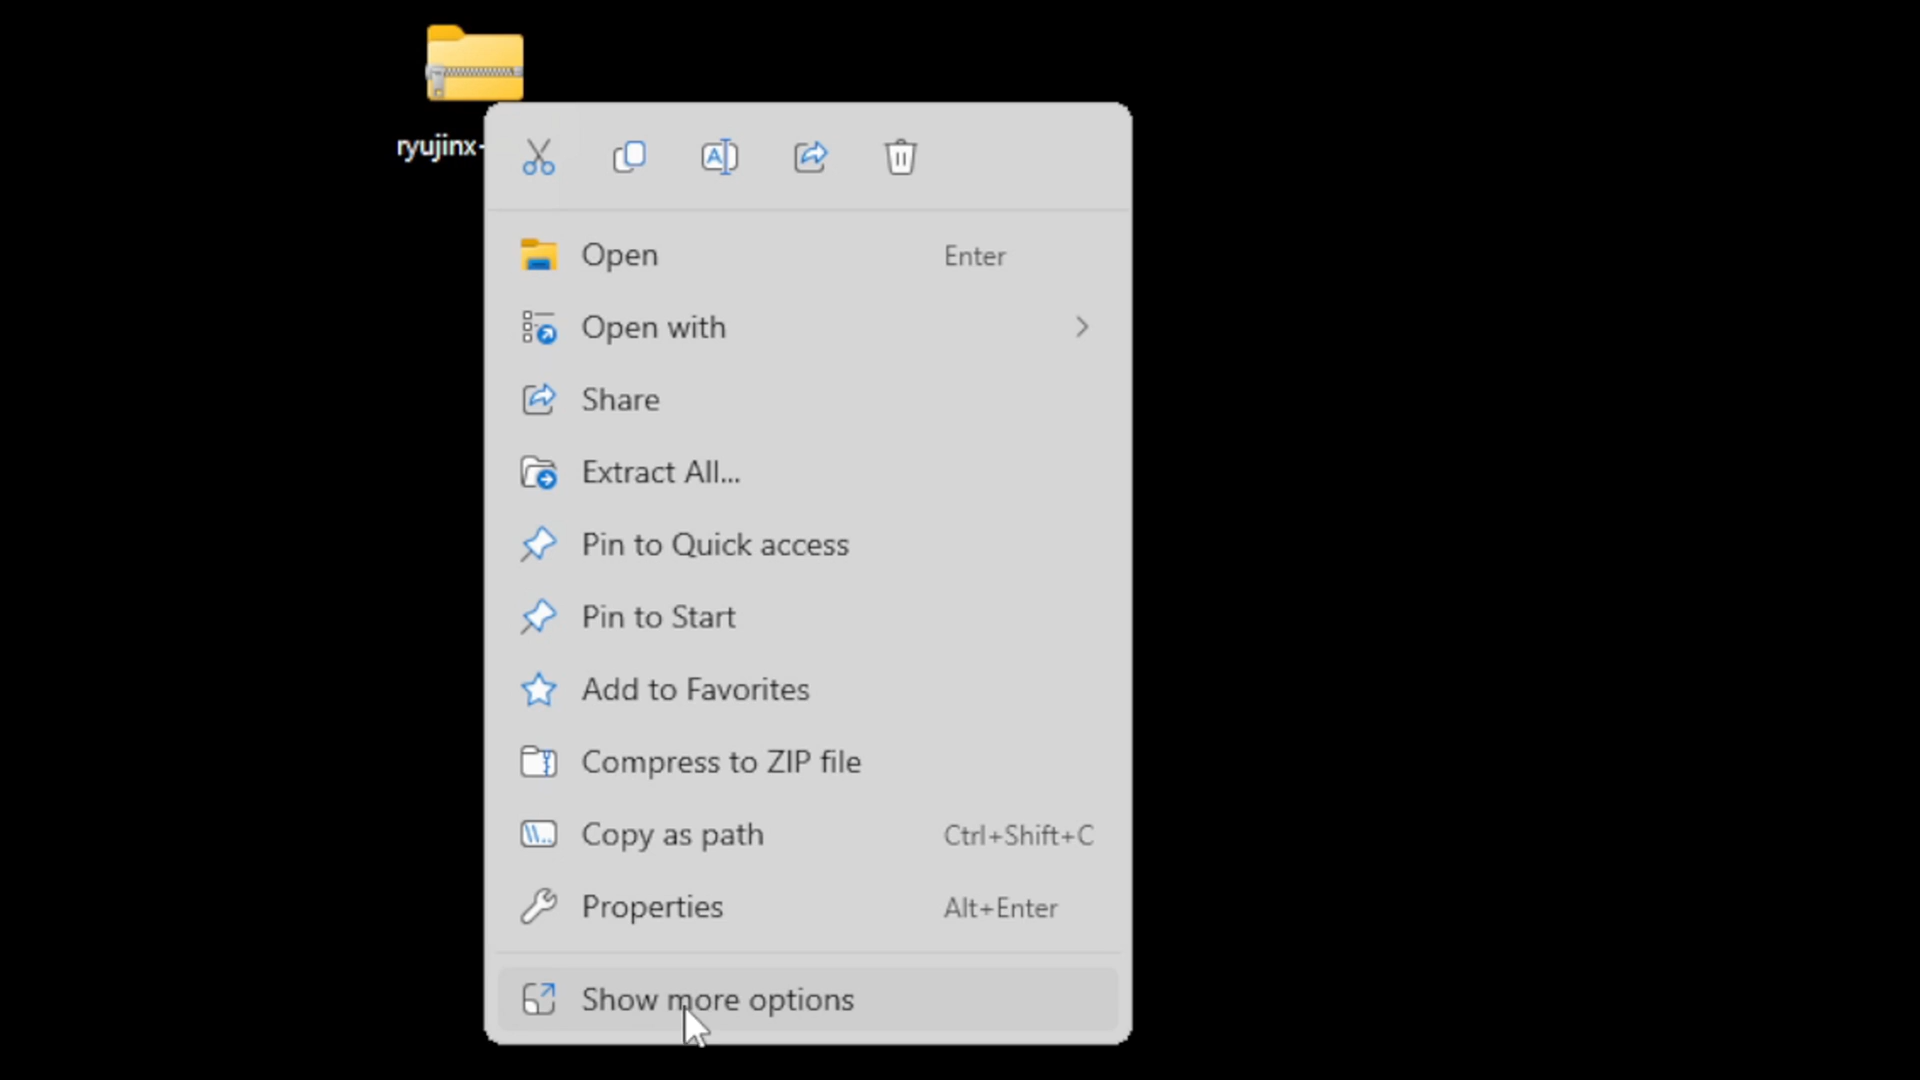 ryujinx-
Open Enter
Open with
Share
Extract All...
Pin to Quick access
Pin to Start
Add to Favorites
Compress to ZIP file
Copy as path Ctrl+Shift+C
Properties Alt+Enter
Show more options